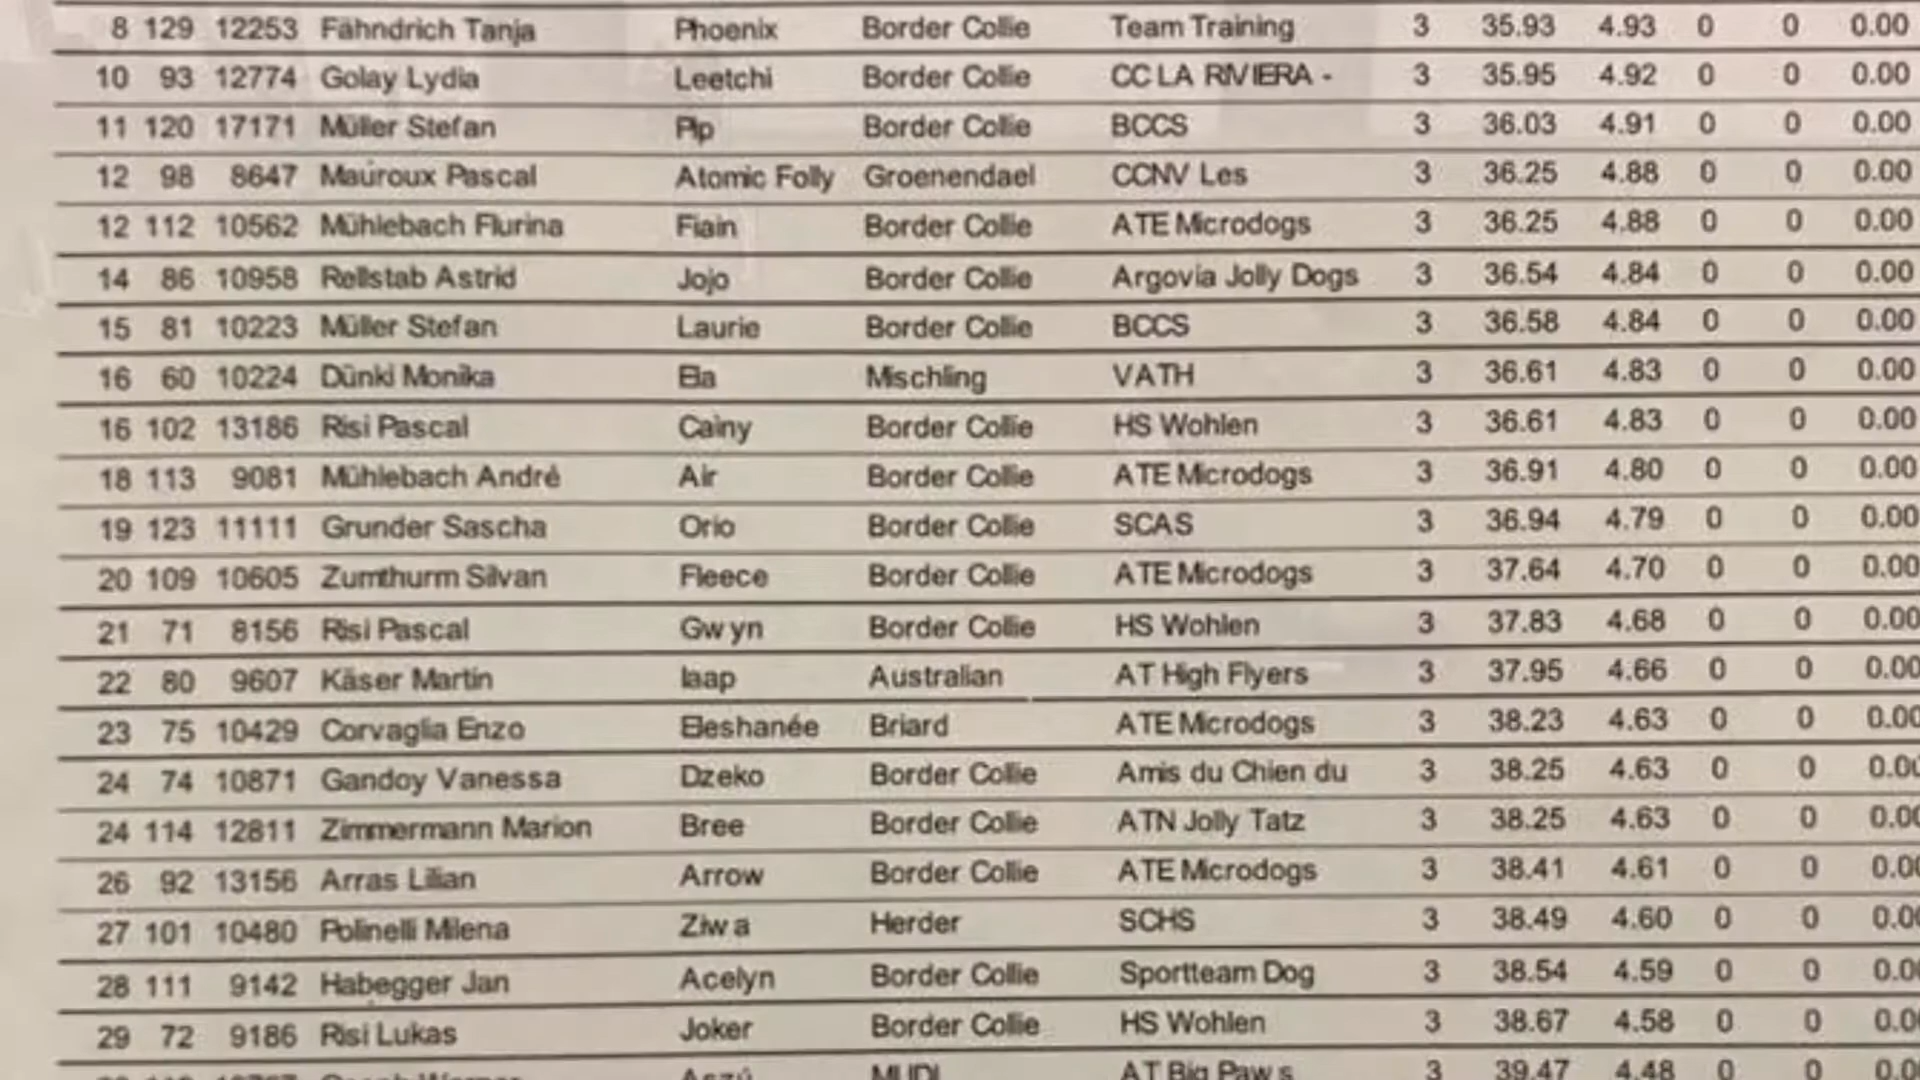 8 129 12253 Fähndrich Tanja Phoenix Border Collie Team Training 3 35.93 4.93 0 0 0.00
10 93 12774 Golay Lydia Leetchi Border Collie CC LA RIVIERA - 3 35.95 4.92 0 0 0.00
11 120 17171 Müller Stefan Pip Border Collie BCCS 3 36.03 4.91 0 0 0.00
12 98 8647 Mauroux Pascal Atomic Folly Groenendael CCNV Les 3 36.25 4.88 0 0 0.00
12 112 10562 Mühlebach Flurina Fiain Border Collie ATE Microdogs 3 36.25 4.88 0 0 0.00
14 86 10958 Rellstab Astrid Jojo Border Collie Argovia Jolly Dogs 3 36.54 4.84 0 0 0.00
15 81 10223 Müller Stefan Laurie Border Collie BCCS 3 36.58 4.84 0 0 0.00
16 60 10224 Dünki Monika Ela Mischling VATH 3 36.61 4.83 0 0 0.00
16 102 13186 Risi Pascal Cainy Border Collie HS Wohlen 3 36.61 4.83 0 0 0.00
18 113 9081 Mühlebach André Air Border Collie ATE Microdogs 3 36.91 4.80 0 0 0.00
19 123 11111 Grunder Sascha Orio Border Collie SCAS 3 36.94 4.79 0 0 0.00
20 109 10605 Zumthurm Silvan Fleece Border Collie ATE Microdogs 3 37.64 4.70 0 0 0.00
21 71 8156 Risi Pascal Gwyn Border Collie HS Wohlen 3 37.83 4.68 0 0 0.00
22 80 9607 Käser Martin Iaap Australian AT High Flyers 3 37.95 4.66 0 0 0.00
23 75 10429 Corvaglia Enzo Eleshanée Briard ATE Microdogs 3 38.23 4.63 0 0 0.00
24 74 10871 Gandoy Vanessa Dzeko Border Collie Amis du Chien du 3 38.25 4.63 0 0 0.00
24 114 12811 Zimmermann Marion Bree Border Collie ATN Jolly Tatz 3 38.25 4.63 0 0 0.00
26 92 13156 Arras Lilian Arrow Border Collie ATE Microdogs 3 38.41 4.61 0 0 0.00
27 101 10480 Polinelli Milena Ziwa Herder SCHS 3 38.49 4.60 0 0 0.00
28 111 9142 Habegger Jan Acelyn Border Collie Sportteam Dog 3 38.54 4.59 0 0 0.0
29 72 9186 Risi Lukas Joker Border Collie HS Wohlen 3 38.67 4.58 0 0 0.0
MUDI AT Big Paws 3 39.47 4.48 0 0 0.0